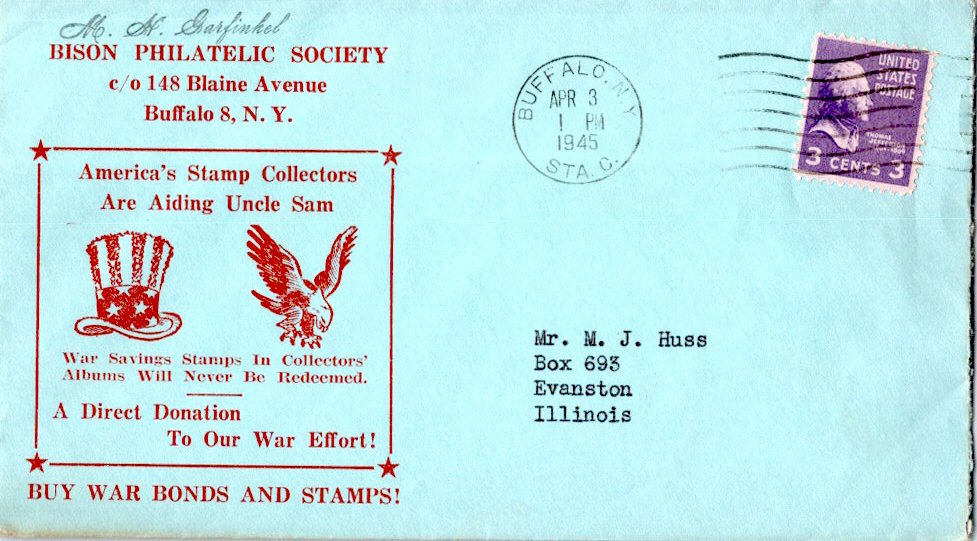 M. H. Garfinkel
BISON PHILATELIC SOCIETY
c/o 148 Blaine Avenue
Buffalo 8, N. Y.
America's Stamp Collectors
Are Aiding Uncle Sam
War Savings Stamps In Collectors'
Albums Will Never Be Redeemed.
A Direct Donation
To Our War Effort!
BUY WAR BONDS AND STAMPS!
BUFFALO, N.Y.
APR 3
1 PM
1945
STA. C.
UNITED
STATES
POSTAGE
THOMAS
JEFFERSON
3 CENTS 3
Mr. M. J. Huss
Box 693
Evanston
Illinois